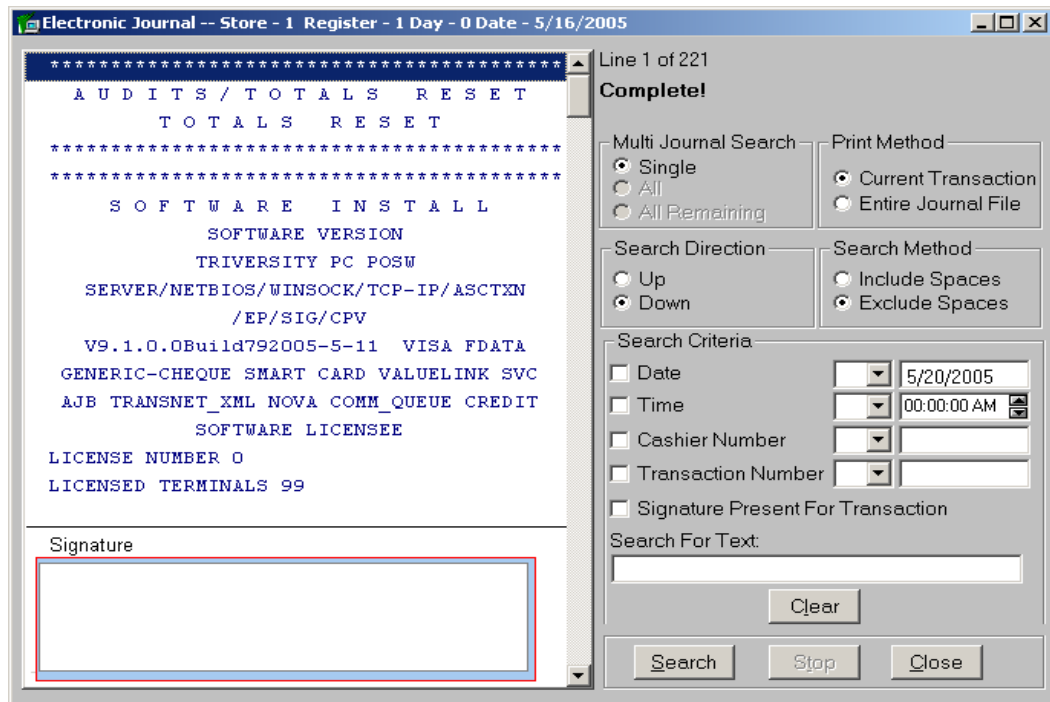 Electronic Journal -- Store - 1 Register - 1 Day - 0 Date - 5/16/2005
******************************************
A U D I T S / T O T A L S   R E S E T
T O T A L S   R E S E T
******************************************
******************************************
S O F T W A R E   I N S T A L L
SOFTWARE VERSION
TRIVERSITY PC POSW
SERVER/NETBIOS/WINSOCK/TCP-IP/ASCTXN
/EP/SIG/CPV
V9.1.0.0Build792005-5-11  VISA FDATA
GENERIC-CHEQUE SMART CARD VALUELINK SVC
AJB TRANSNET_XML NOVA COMM_QUEUE CREDIT
SOFTWARE LICENSEE
LICENSE NUMBER 0
LICENSED TERMINALS 99
Signature
Line 1 of 221
Complete!
Multi Journal Search
Single
All
All Remaining
Print Method
Current Transaction
Entire Journal File
Search Direction
Up
Down
Search Method
Include Spaces
Exclude Spaces
Search Criteria
Date 5/20/2005
Time 00:00:00 AM
Cashier Number
Transaction Number
Signature Present For Transaction
Search For Text:
Clear
Search Stop Close